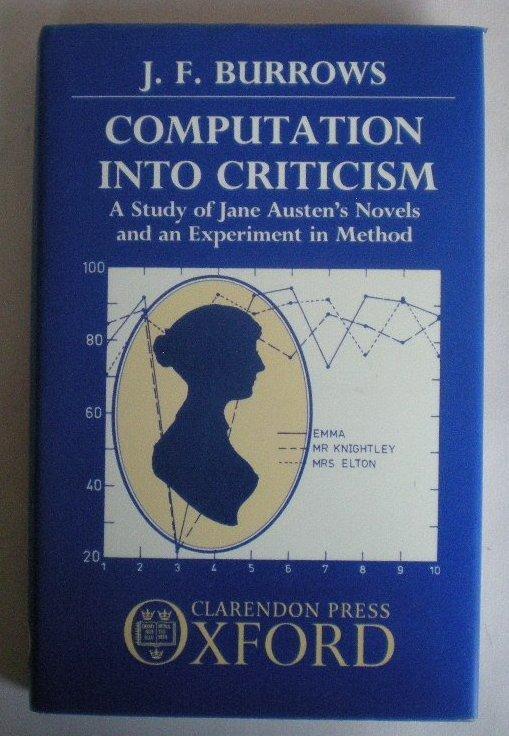 J. F. BURROWS
COMPUTATION
INTO CRITICISM
A Study of Jane Austen's Novels
and an Experiment in Method
100
80
60
40
20
EMMA
MR KNIGHTLEY
MRS ELTON
1 2 3 4 5 6 7 8 9 10
CLARENDON PRESS
OXFORD